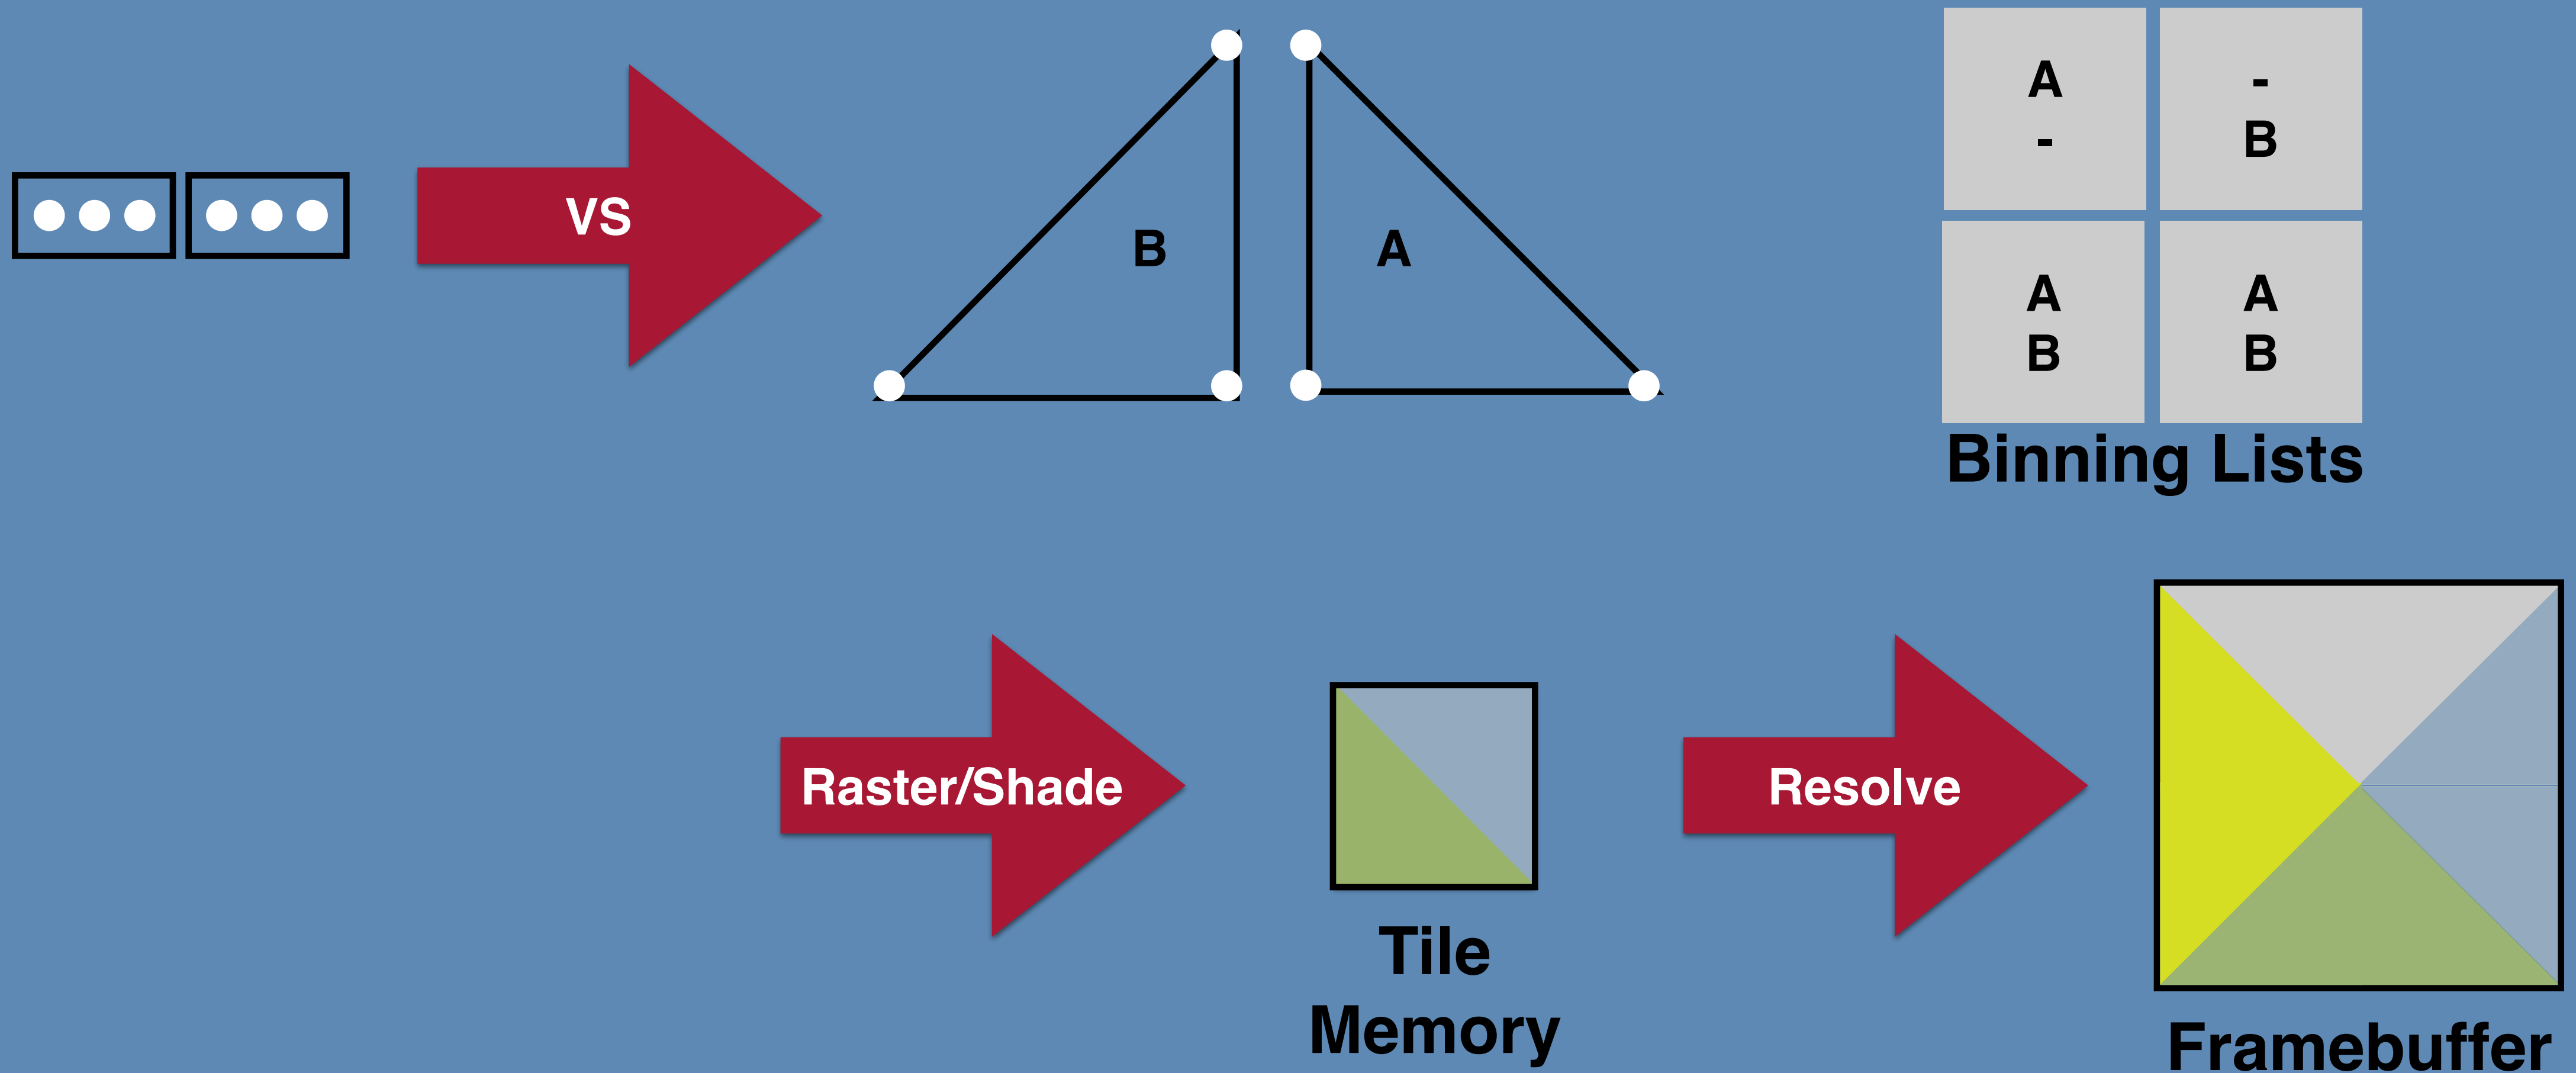 VS
B
A
A
-
-
B
A
B
A
B
Binning Lists
Raster/Shade
Tile
Memory
Resolve
Framebuffer